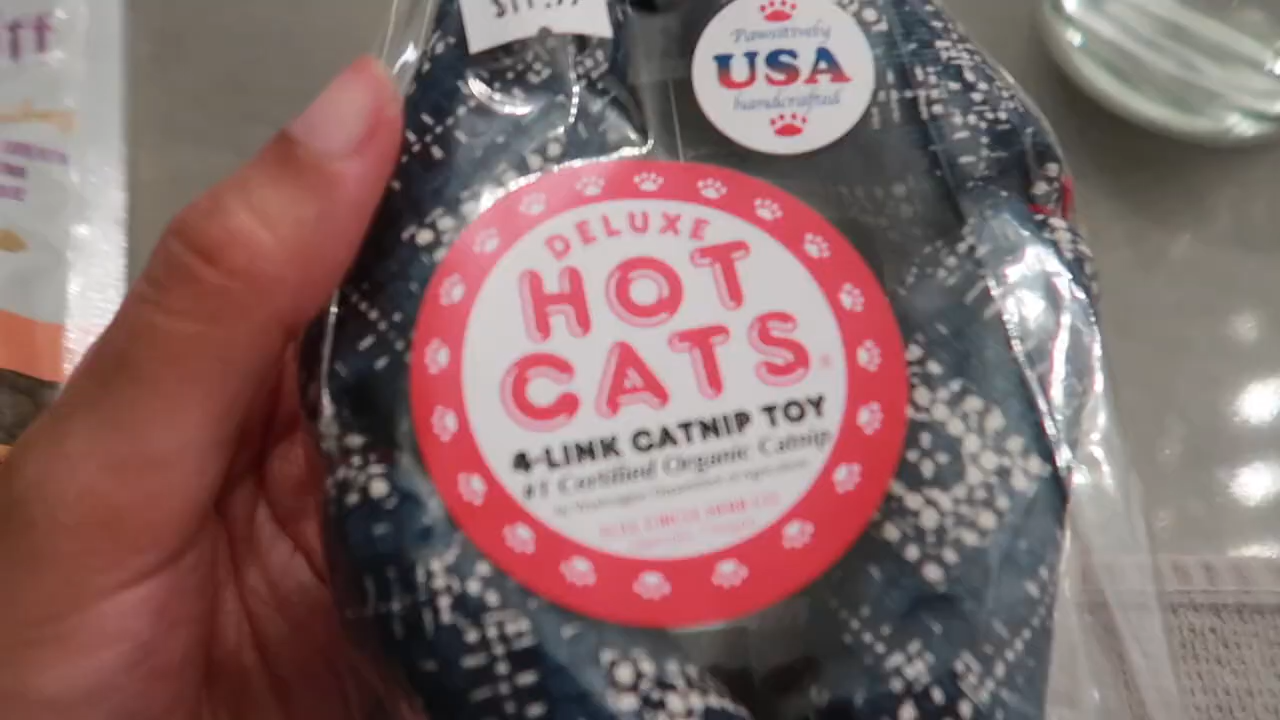 Pawsitively
USA
handcrafted
DELUXE
HOT
CATS
4-LINK CATNIP TOY
#1 Certified Organic Catnip